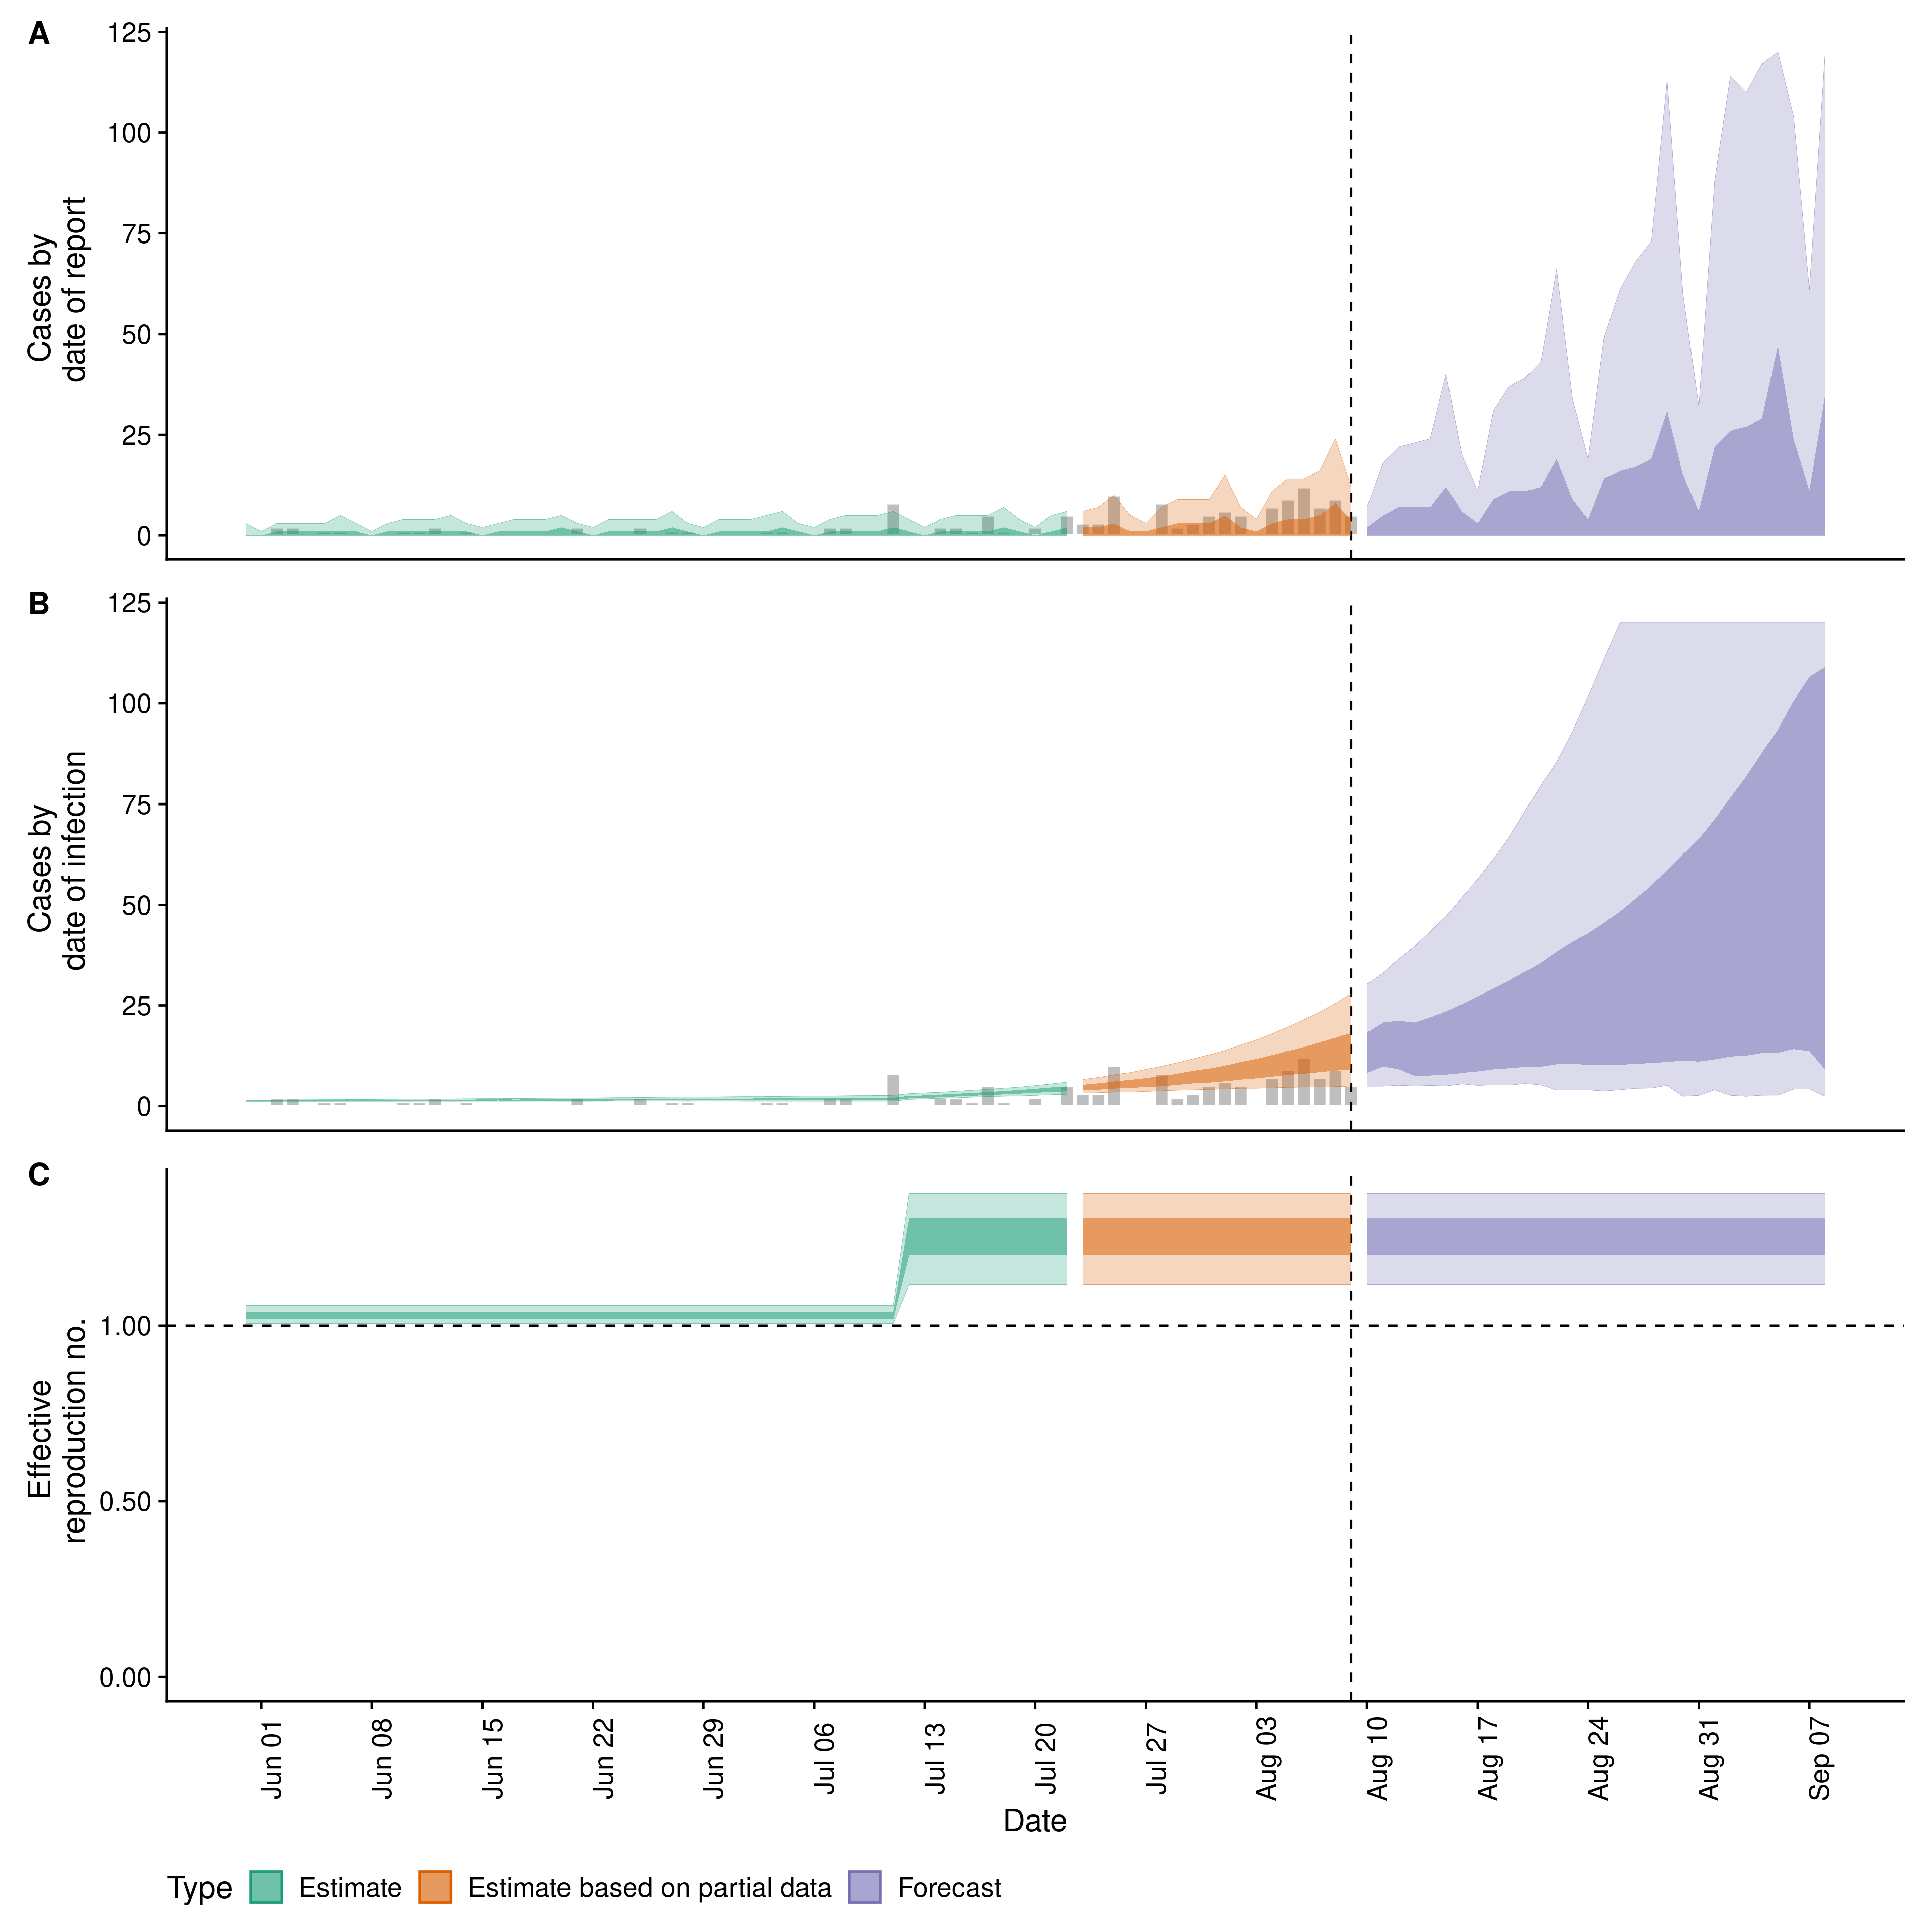 A
125
100
75
50
25
0
Cases by
date of report
B
125
100
75
50
25
0
Cases by
date of infection
C
1.00
0.50
0.00
Effective
reproduction no.
Jun 01
Jun 08
Jun 15
Jun 22
Jun 29
Jul 06
Jul 13
Jul 20
Jul 27
Aug 03
Aug 10
Aug 17
Aug 24
Aug 31
Sep 07
Date
Type Estimate Estimate based on partial data Forecast